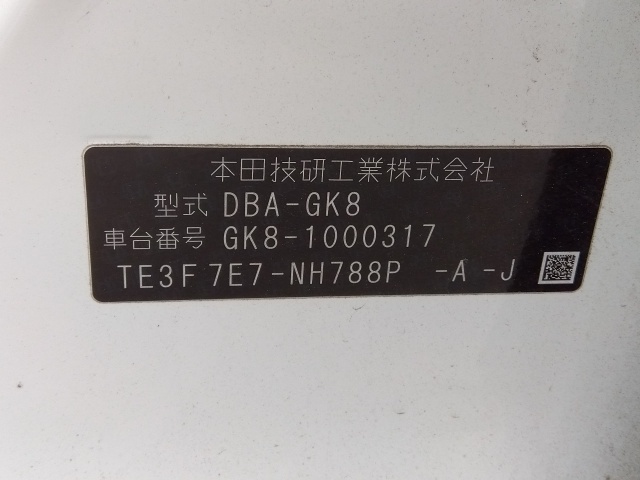 本田技研工業株式会社
型式 DBA-GK8
車台番号 GK8-1000317
TE3F 7E7-NH788P -A-J